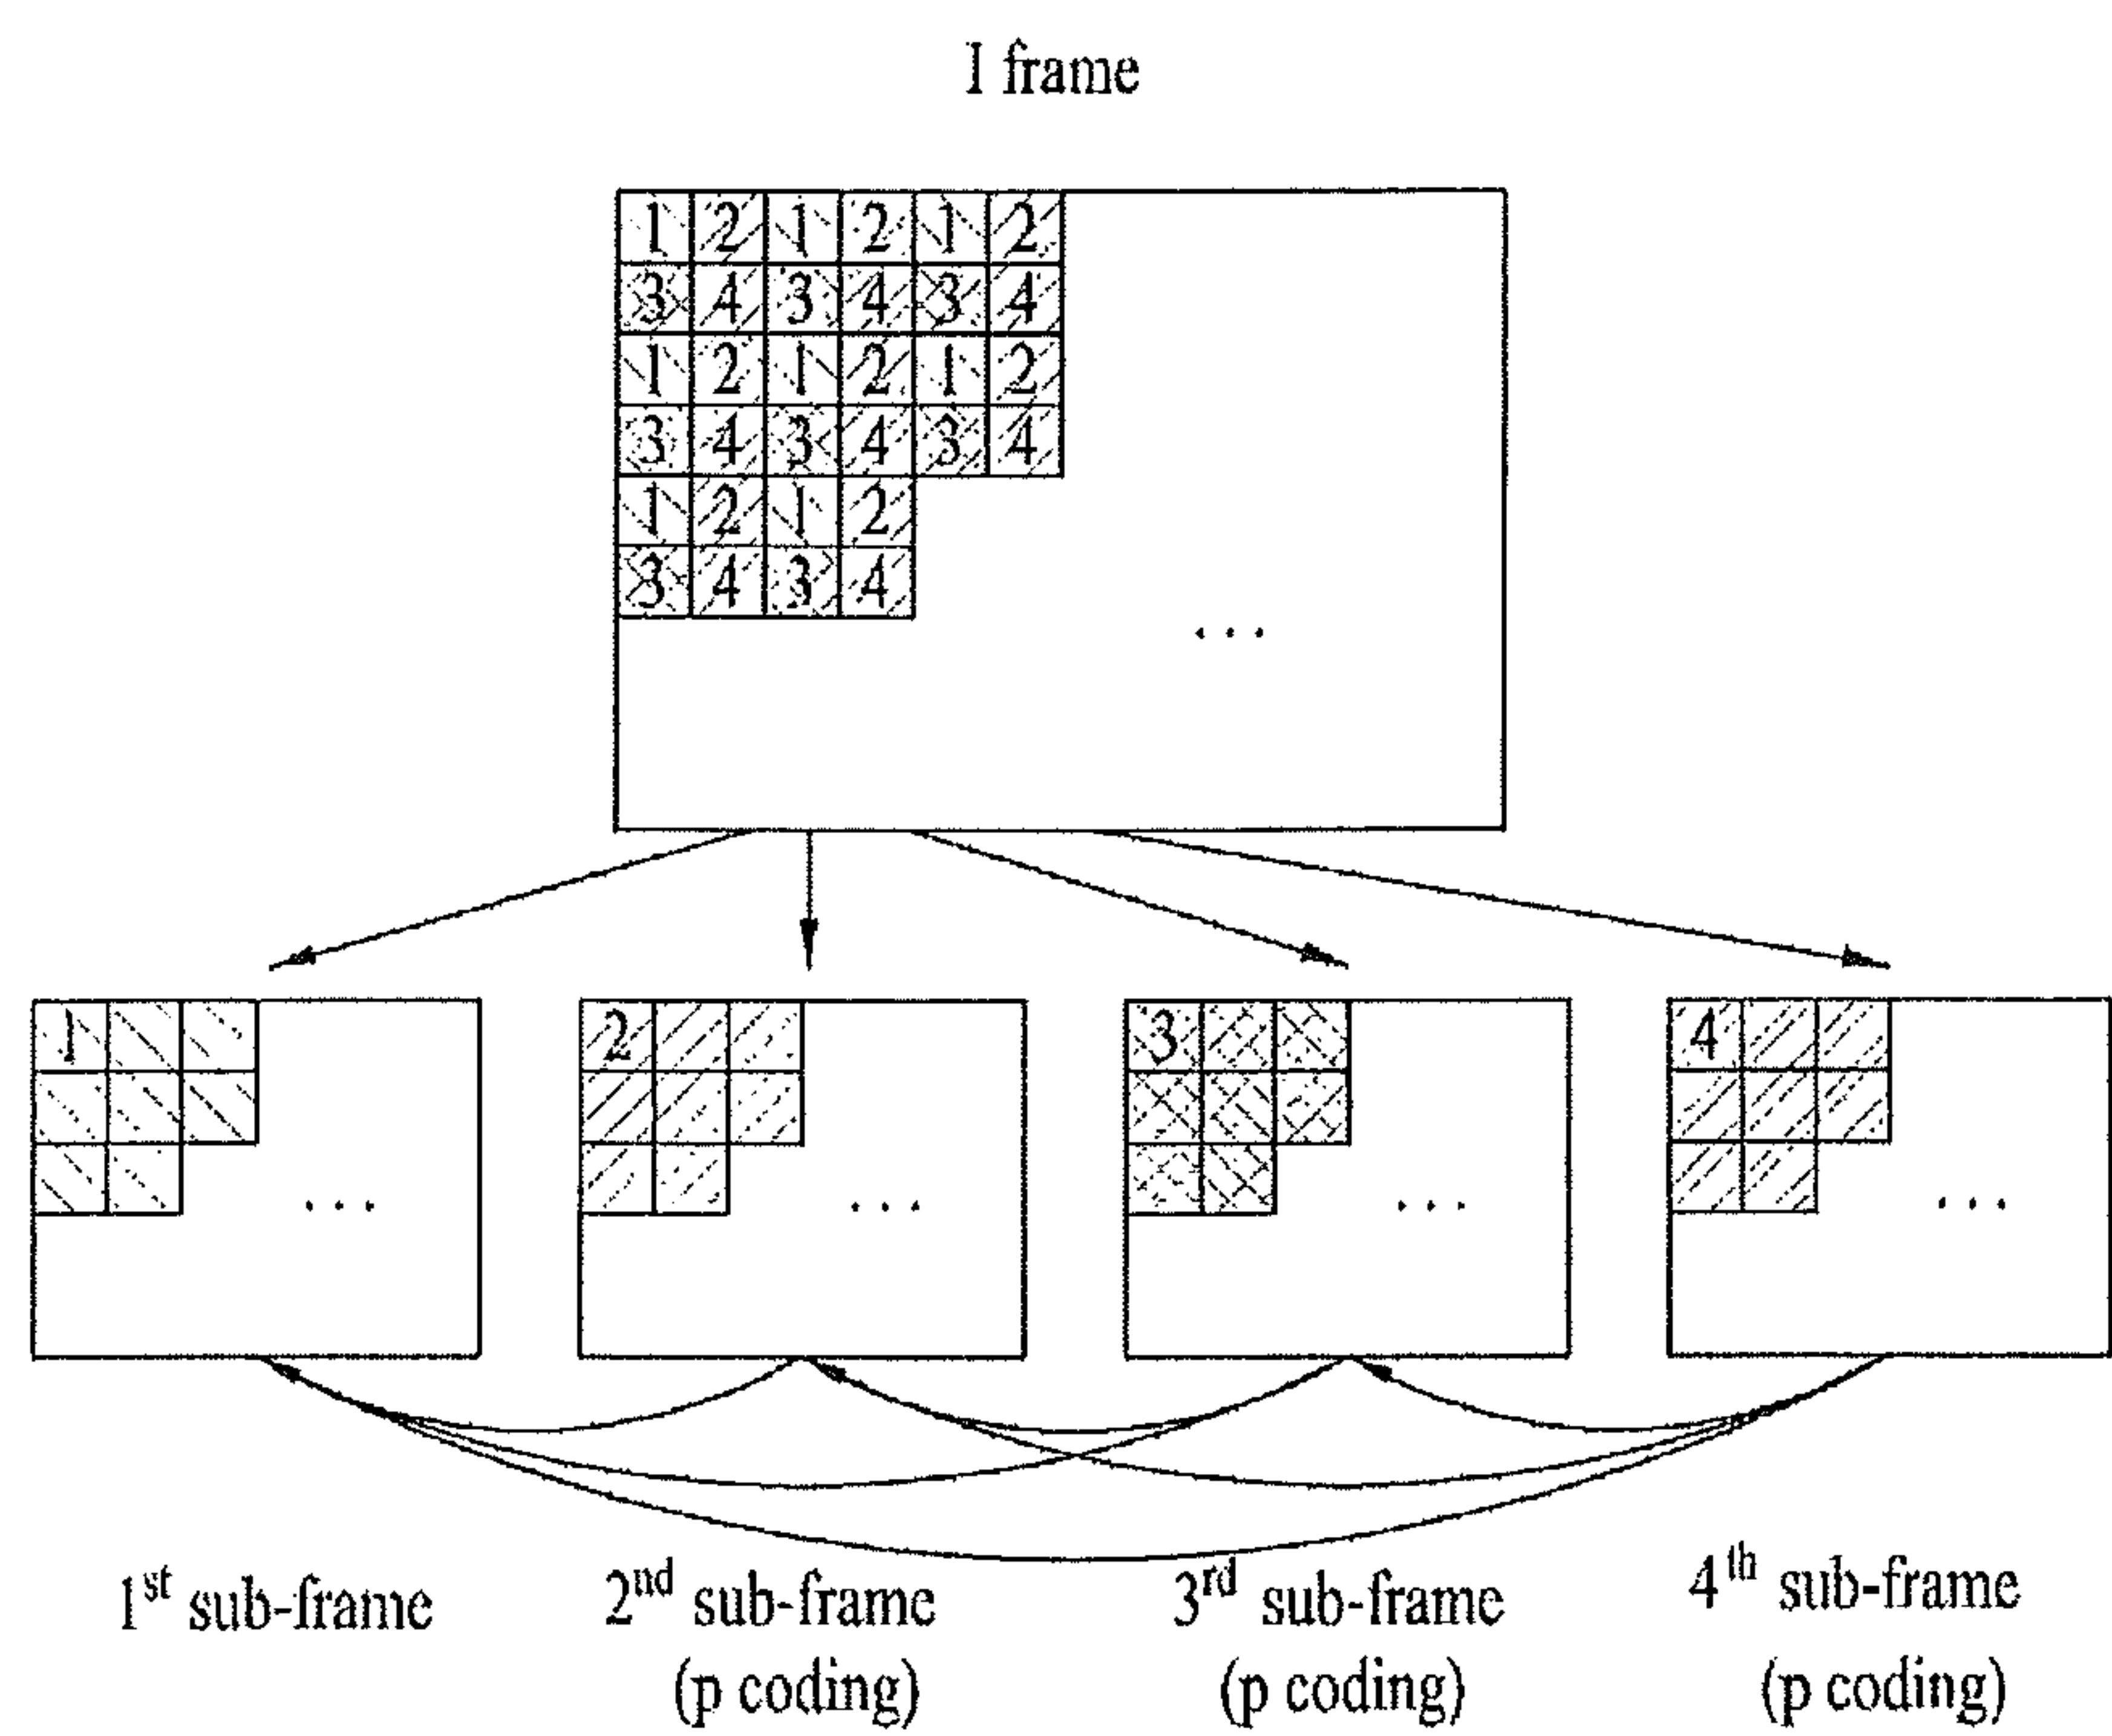 I frame
1 2 1 2 1 2
3 4 3 4 3 4
1 2 1 2 1 2
3 4 3 4 3 4
1 2 1 2
3 4 3 4
...
1 2 3 4
... ... ... ...
1st sub-frame 2nd sub-frame 3rd sub-frame 4th sub-frame
(p coding) (p coding) (p coding)